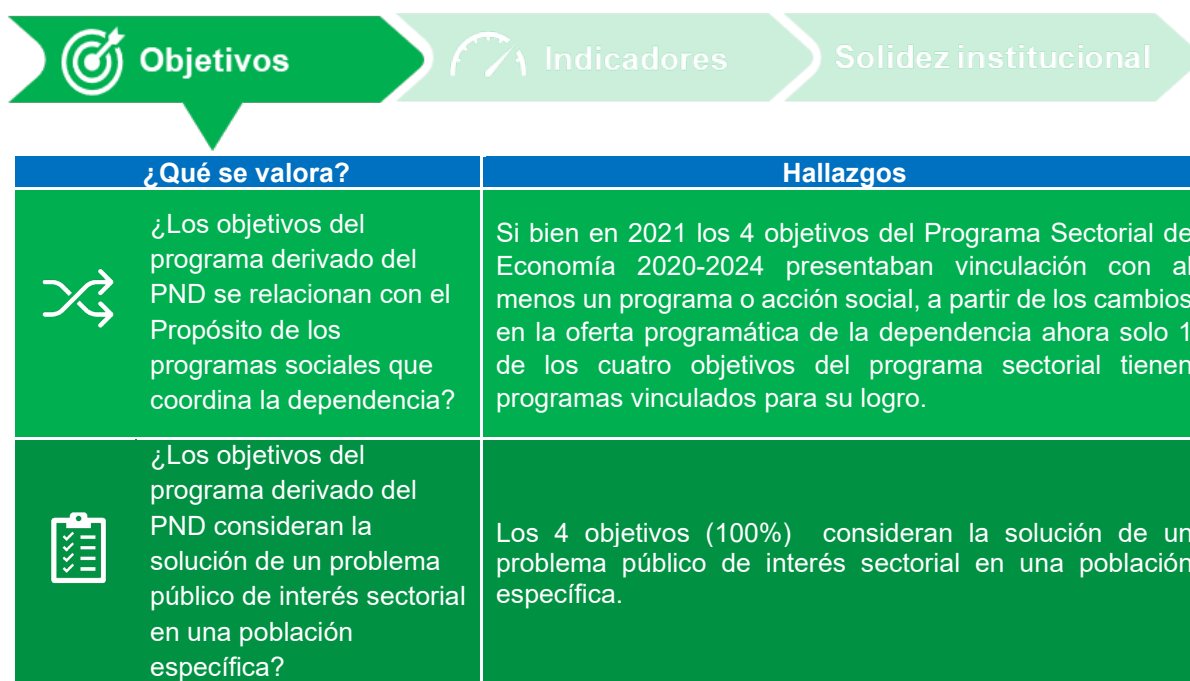 Objetivos
Indicadores
Solidez institucional
¿Qué se valora?
Hallazgos
¿Los objetivos del
programa derivado del
PND se relacionan con el
Propósito de los
programas sociales que
coordina la dependencia?
Si bien en 2021 los 4 objetivos del Programa Sectorial de
Economía 2020-2024 presentaban vinculación con al
menos un programa o acción social, a partir de los cambios
en la oferta programática de la dependencia ahora solo 1
de los cuatro objetivos del programa sectorial tienen
programas vinculados para su logro.
¿Los objetivos del
programa derivado del
PND consideran la
solución de un problema
público de interés sectorial
en una población
específica?
Los 4 objetivos (100%) consideran la solución de un
problema público de interés sectorial en una población
específica.